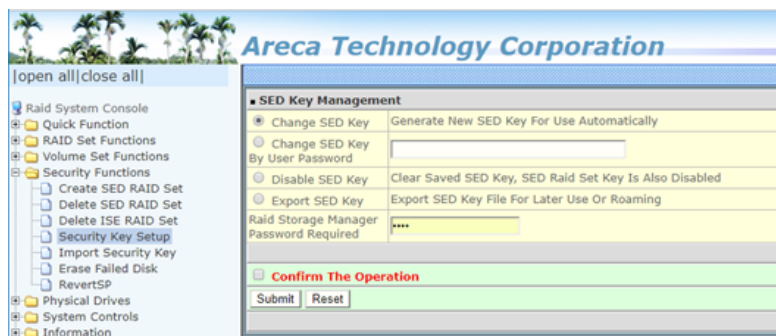 Areca Technology Corporation
|open all|close all|
Raid System Console
Quick Function
RAID Set Functions
Volume Set Functions
Security Functions
Create SED RAID Set
Delete SED RAID Set
Delete ISE RAID Set
Security Key Setup
Import Security Key
Erase Failed Disk
RevertSP
Physical Drives
System Controls
Information
SED Key Management
Change SED Key Generate New SED Key For Use Automatically
Change SED Key
By User Password
Disable SED Key Clear Saved SED Key, SED Raid Set Key Is Also Disabled
Export SED Key Export SED Key File For Later Use Or Roaming
Raid Storage Manager
Password Required ••••
Confirm The Operation
Submit Reset